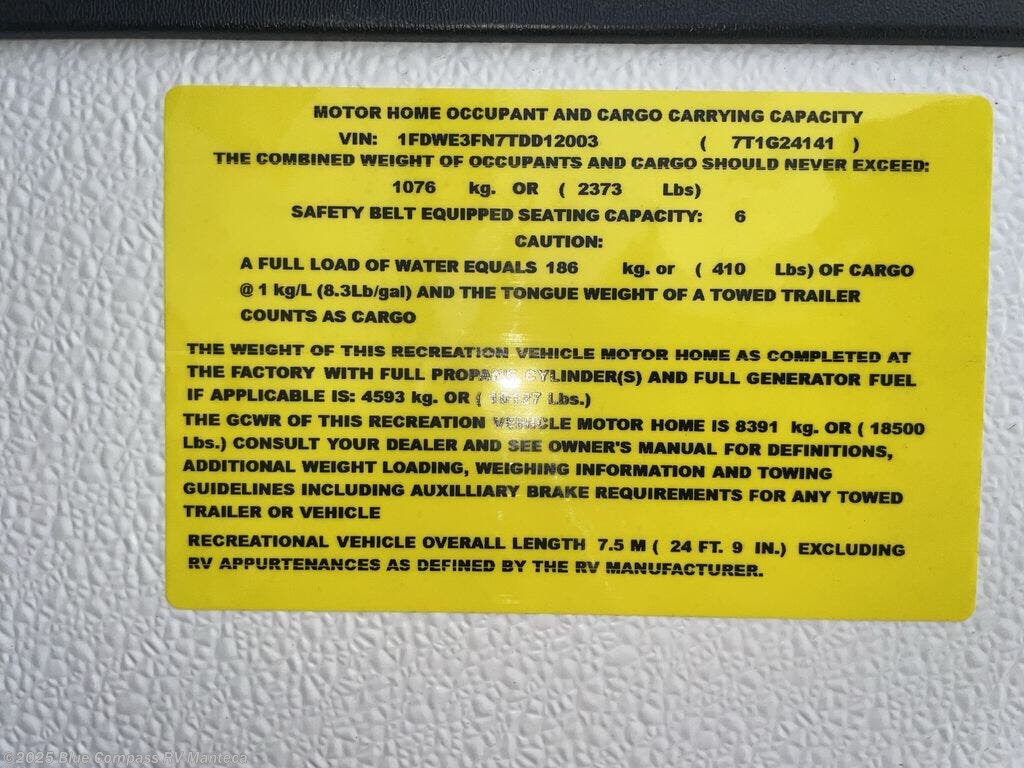 MOTOR HOME OCCUPANT AND CARGO CARRYING CAPACITY
VIN: 1FDWE3FN7TDD12003 ( 7T1G24141 )
THE COMBINED WEIGHT OF OCCUPANTS AND CARGO SHOULD NEVER EXCEED:
1076 kg. OR ( 2373 Lbs)
SAFETY BELT EQUIPPED SEATING CAPACITY: 6
CAUTION:
A FULL LOAD OF WATER EQUALS 186 kg. or ( 410 Lbs) OF CARGO
@ 1 kg/L (8.3Lb/gal) AND THE TONGUE WEIGHT OF A TOWED TRAILER
COUNTS AS CARGO
THE WEIGHT OF THIS RECREATION VEHICLE MOTOR HOME AS COMPLETED AT
THE FACTORY WITH FULL PROPANE CYLINDER(S) AND FULL GENERATOR FUEL
IF APPLICABLE IS: 4593 kg. OR ( Lbs.)
THE GCWR OF THIS RECREATION VEHICLE MOTOR HOME IS 8391 kg. OR ( 18500
Lbs.) CONSULT YOUR DEALER AND SEE OWNER'S MANUAL FOR DEFINITIONS,
ADDITIONAL WEIGHT LOADING, WEIGHING INFORMATION AND TOWING
GUIDELINES INCLUDING AUXILLIARY BRAKE REQUIREMENTS FOR ANY TOWED
TRAILER OR VEHICLE
RECREATIONAL VEHICLE OVERALL LENGTH 7.5 M ( 24 FT. 9 IN.) EXCLUDING
RV APPURTENANCES AS DEFINED BY THE RV MANUFACTURER.
©2025 Blue Compass RV Manteca